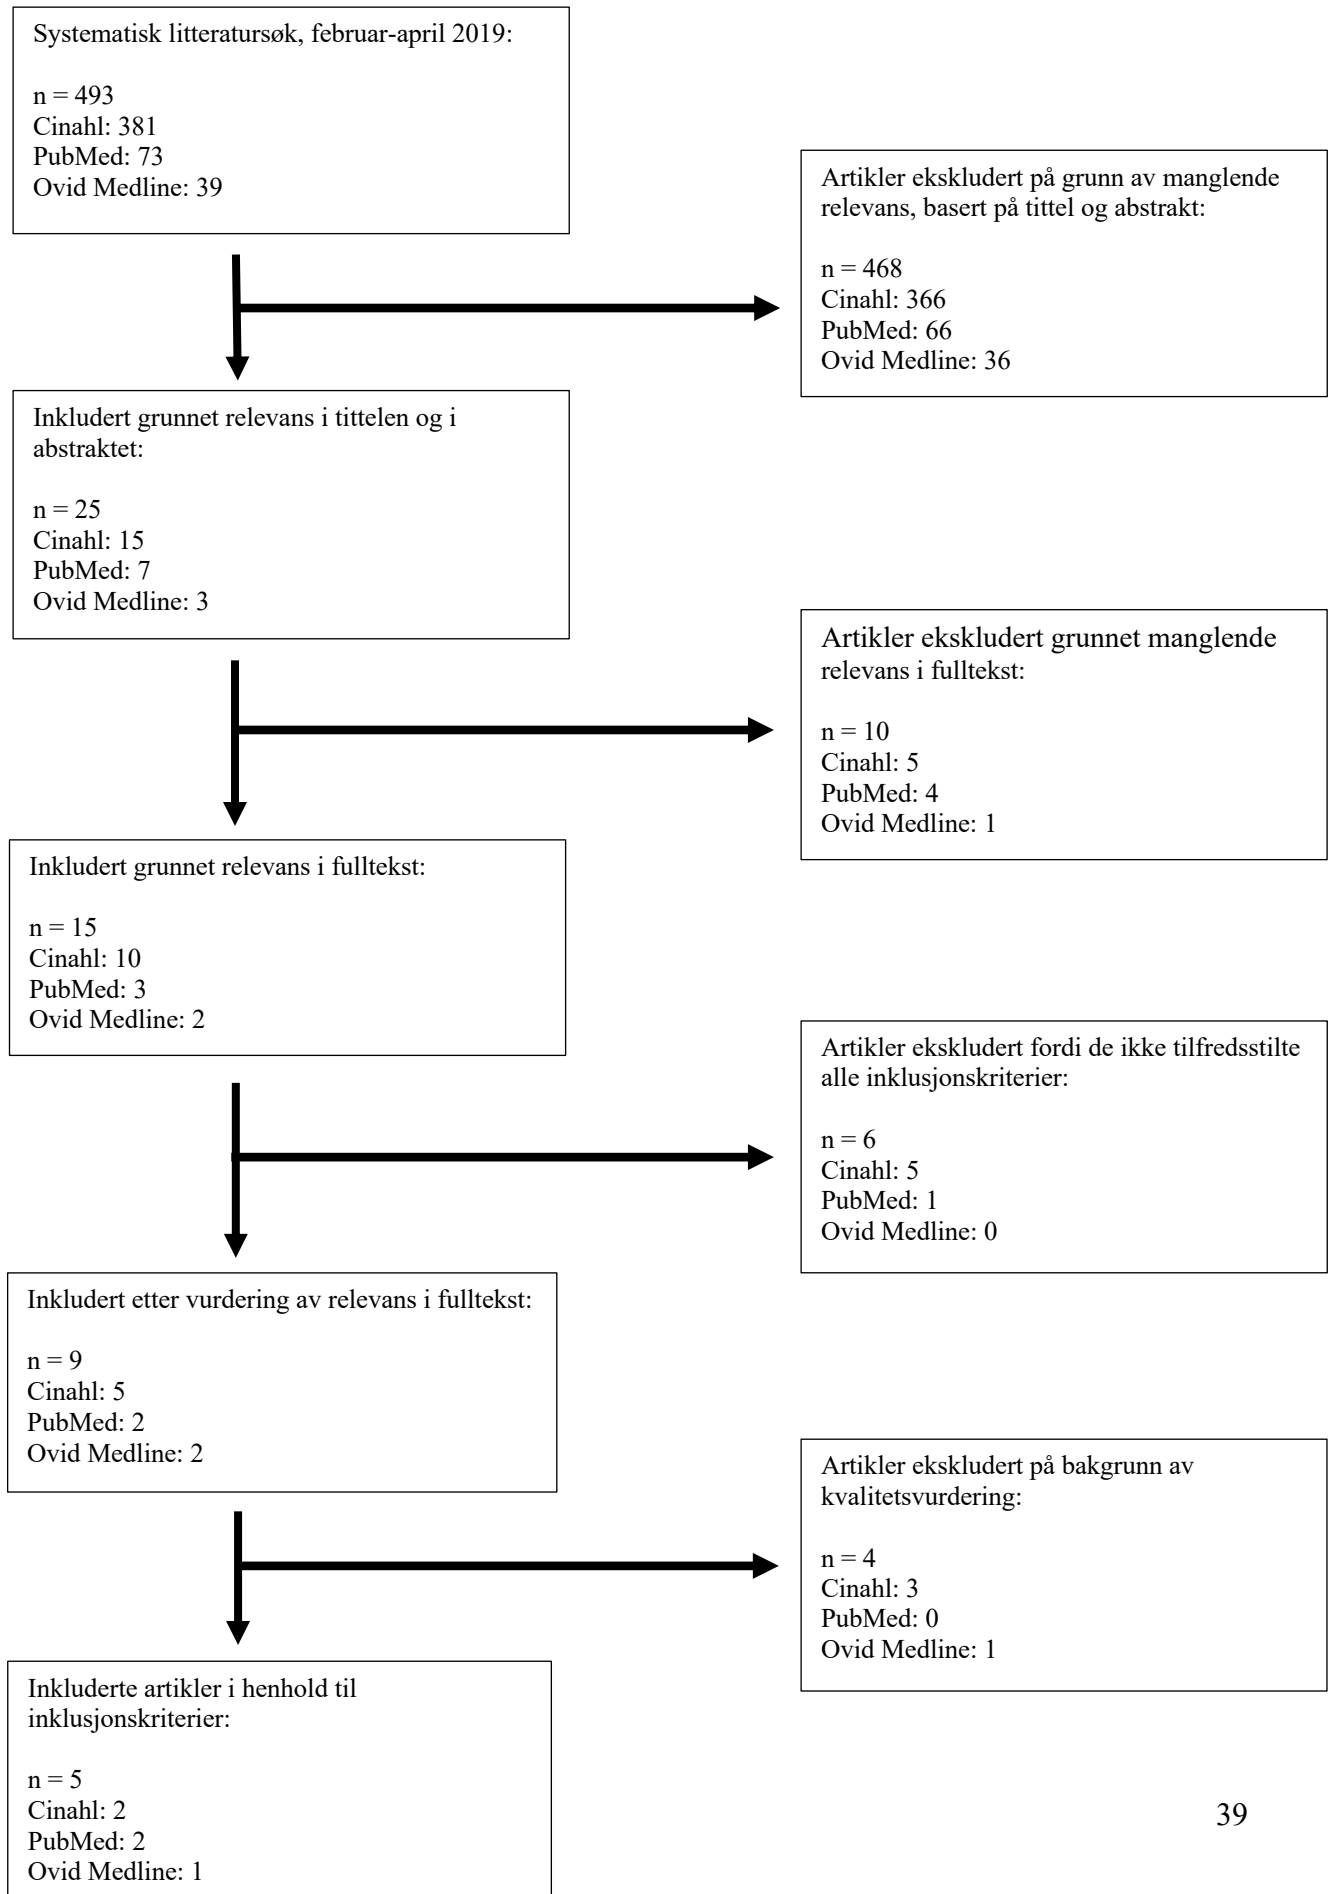 Systematisk litteratursøk, februar-april 2019:
n = 493
Cinahl: 381
PubMed: 73
Ovid Medline: 39
Artikler ekskludert på grunn av manglende
relevans, basert på tittel og abstrakt:
n = 468
Cinahl: 366
PubMed: 66
Ovid Medline: 36
Inkludert grunnet relevans i tittelen og i
abstraktet:
n = 25
Cinahl: 15
PubMed: 7
Ovid Medline: 3
Artikler ekskludert grunnet manglende
relevans i fulltekst:
n = 10
Cinahl: 5
PubMed: 4
Ovid Medline: 1
Inkludert grunnet relevans i fulltekst:
n = 15
Cinahl: 10
PubMed: 3
Ovid Medline: 2
Artikler ekskludert fordi de ikke tilfredsstilte
alle inklusjonskriterier:
n = 6
Cinahl: 5
PubMed: 1
Ovid Medline: 0
Inkludert etter vurdering av relevans i fulltekst:
n = 9
Cinahl: 5
PubMed: 2
Ovid Medline: 2
Artikler ekskludert på bakgrunn av
kvalitetsvurdering:
n = 4
Cinahl: 3
PubMed: 0
Ovid Medline: 1
Inkluderte artikler i henhold til
inklusjonskriterier:
n = 5
Cinahl: 2
PubMed: 2
Ovid Medline: 1
39